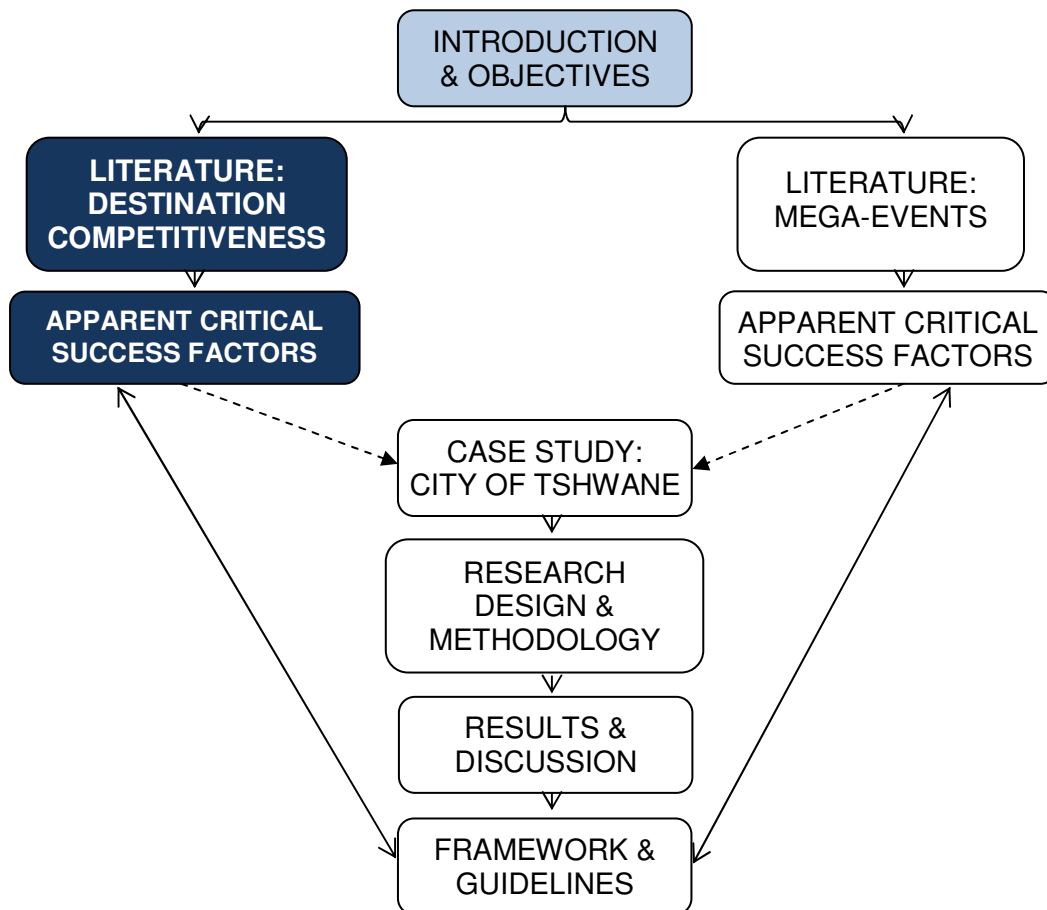 INTRODUCTION
& OBJECTIVES
LITERATURE:
DESTINATION
COMPETITIVENESS
LITERATURE:
MEGA-EVENTS
APPARENT CRITICAL
SUCCESS FACTORS
APPARENT CRITICAL
SUCCESS FACTORS
CASE STUDY:
CITY OF TSHWANE
RESEARCH
DESIGN &
METHODOLOGY
RESULTS &
DISCUSSION
FRAMEWORK &
GUIDELINES